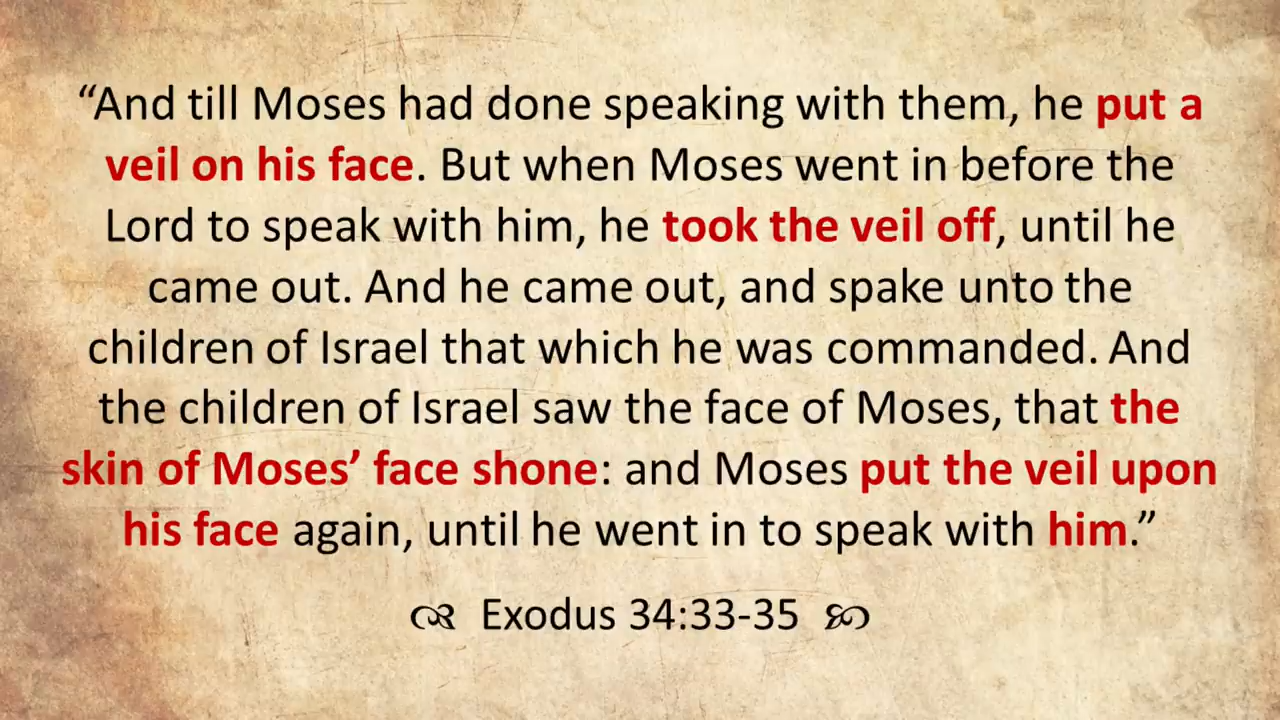 “And till Moses had done speaking with them, he put a
veil on his face. But when Moses went in before the
Lord to speak with him, he took the veil off, until he
came out. And he came out, and spake unto the
children of Israel that which he was commanded. And
the children of Israel saw the face of Moses, that the
skin of Moses’ face shone: and Moses put the veil upon
his face again, until he went in to speak with him.”
Exodus 34:33-35